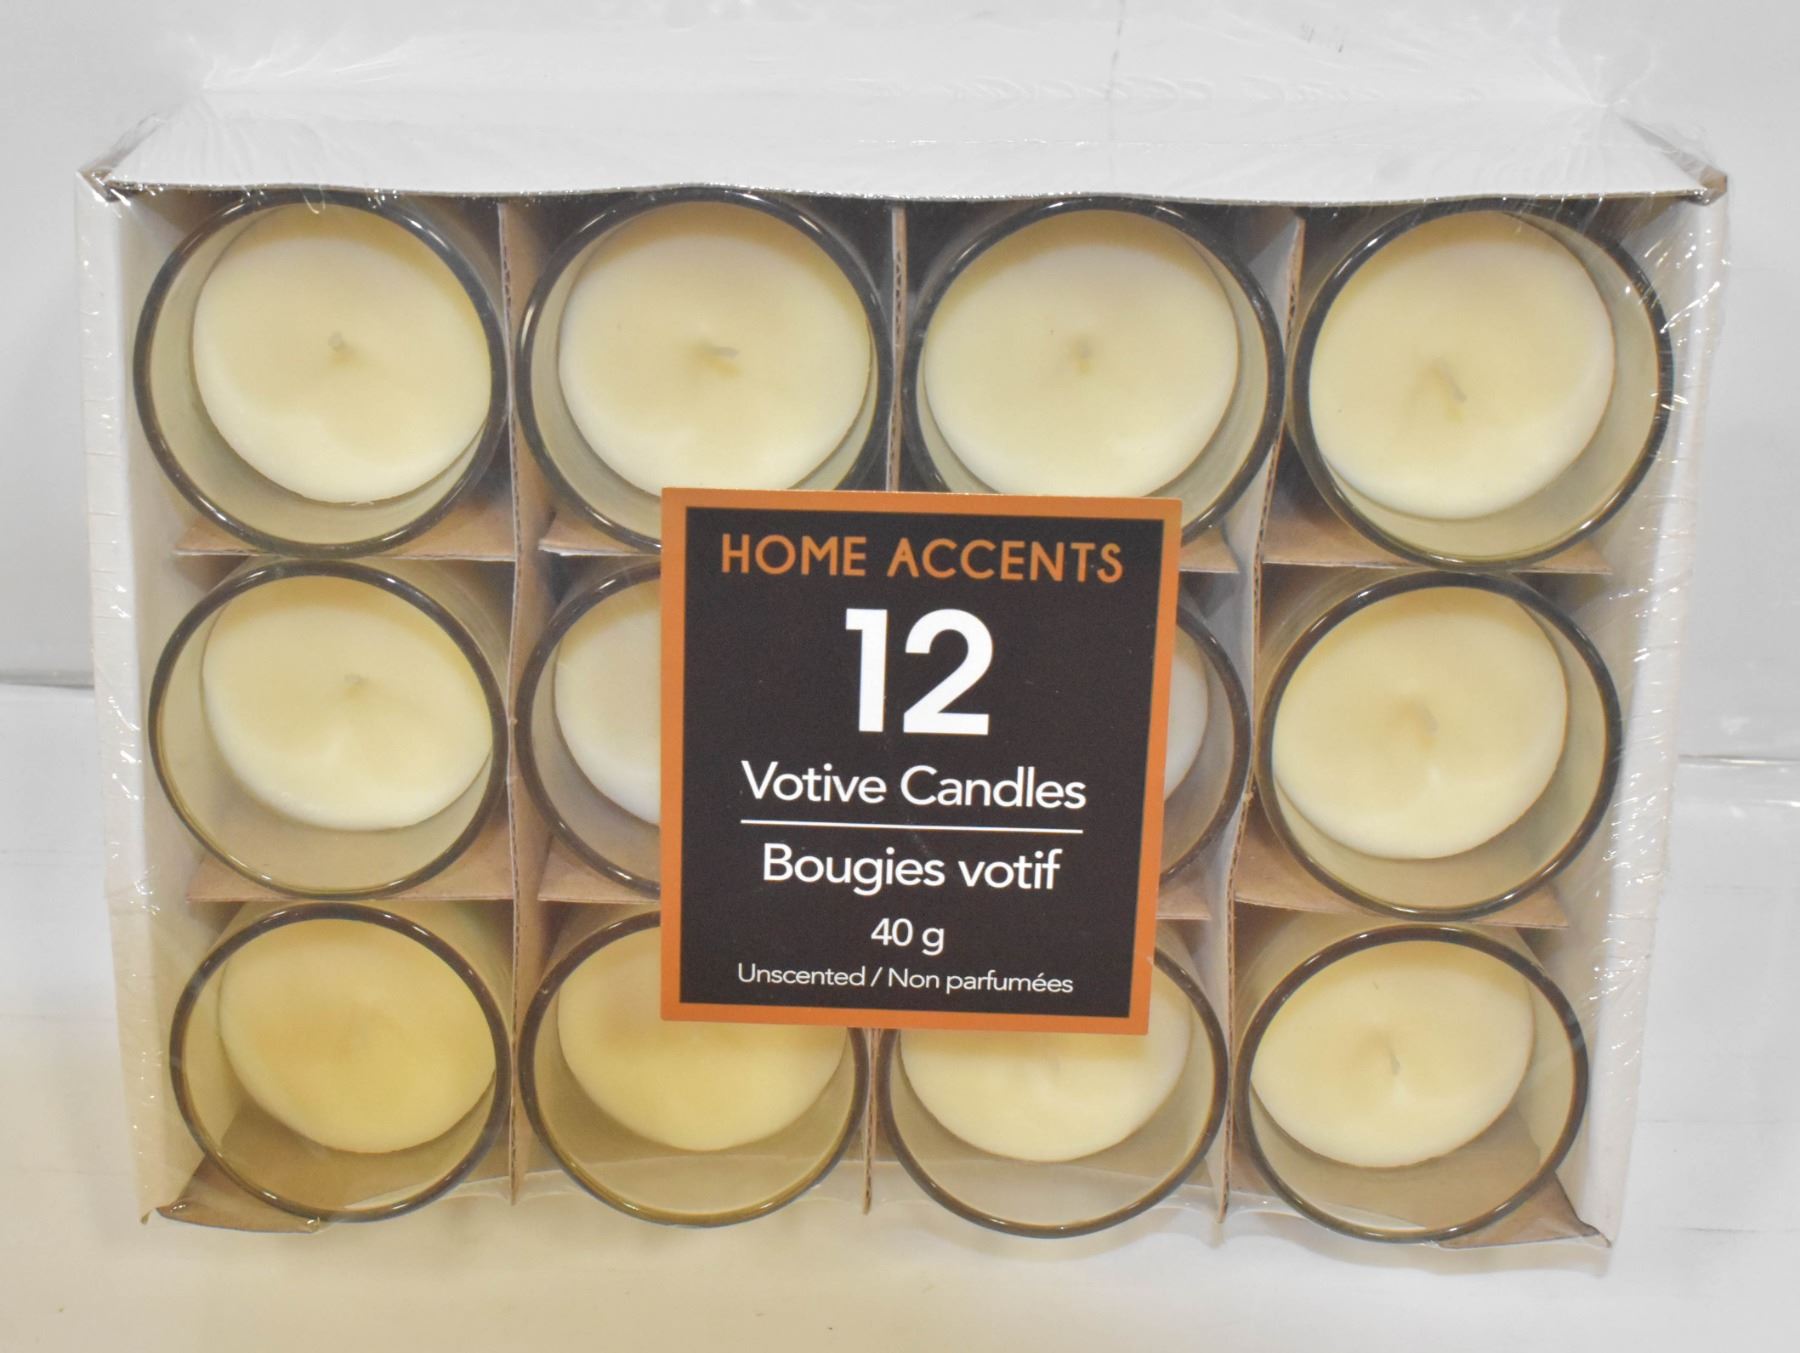 HOME ACCENTS
12
Votive Candles
Bougies votif
40 g
Unscented / Non parfumées